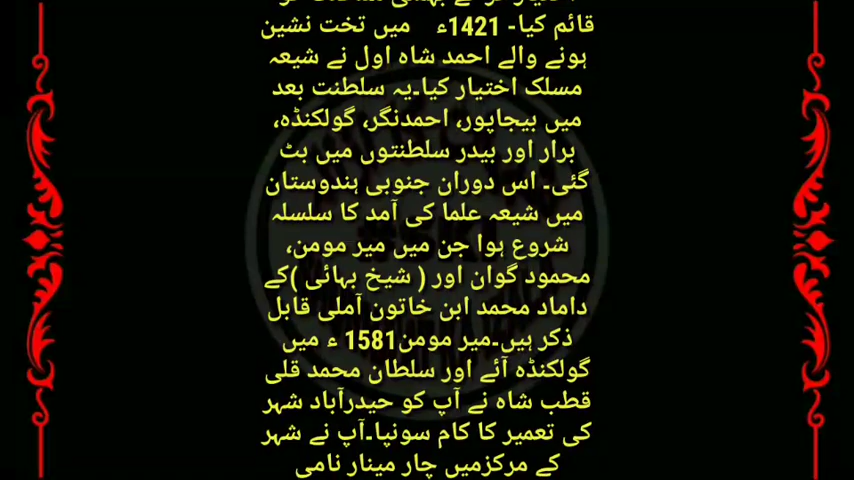 قائم کیا- 1421ء میں تخت نشین
ہونے والے احمد شاہ اول نے شیعہ
مسلک اختیار کیا۔یہ سلطنت بعد
میں بیجاپور، احمدنگر، گولکنڈہ،
برار اور بیدر سلطنتوں میں بٹ
گئی۔ اس دوران جنوبی ہندوستان
میں شیعہ علما کی آمد کا سلسلہ
شروع ہوا جن میں میر مومن،
محمود گوان اور ( شیخ بہائی )کے
داماد محمد ابن خاتون آملی قابل
ذکر ہیں۔میر مومن1581 ء میں
گولکنڈہ آئے اور سلطان محمد قلی
قطب شاہ نے آپ کو حیدرآباد شہر
کی تعمیر کا کام سونپا۔آپ نے شہر
کے مرکزمیں چار مینار نامی